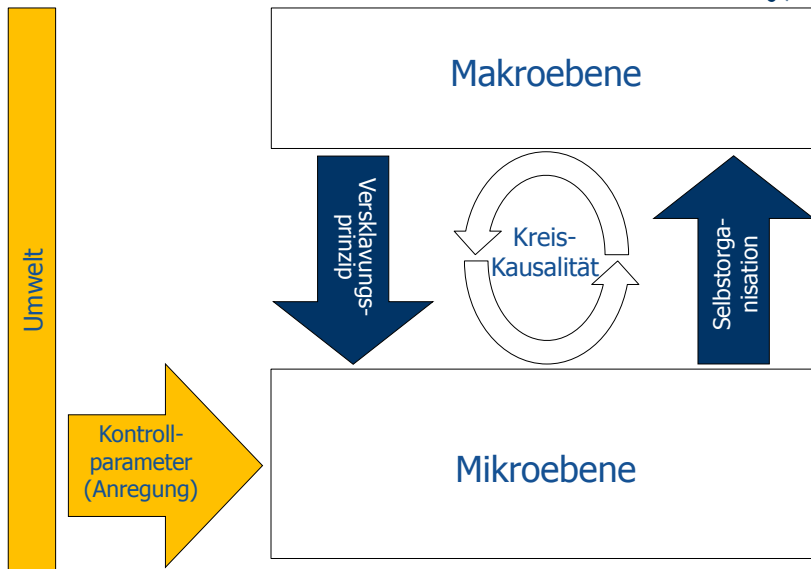 Makroebene
Umwelt
Versklavungs-
prinzip
Kreis-
Kausalität
Selbstorga-
nisation
Kontroll-
parameter
(Anregung)
Mikroebene